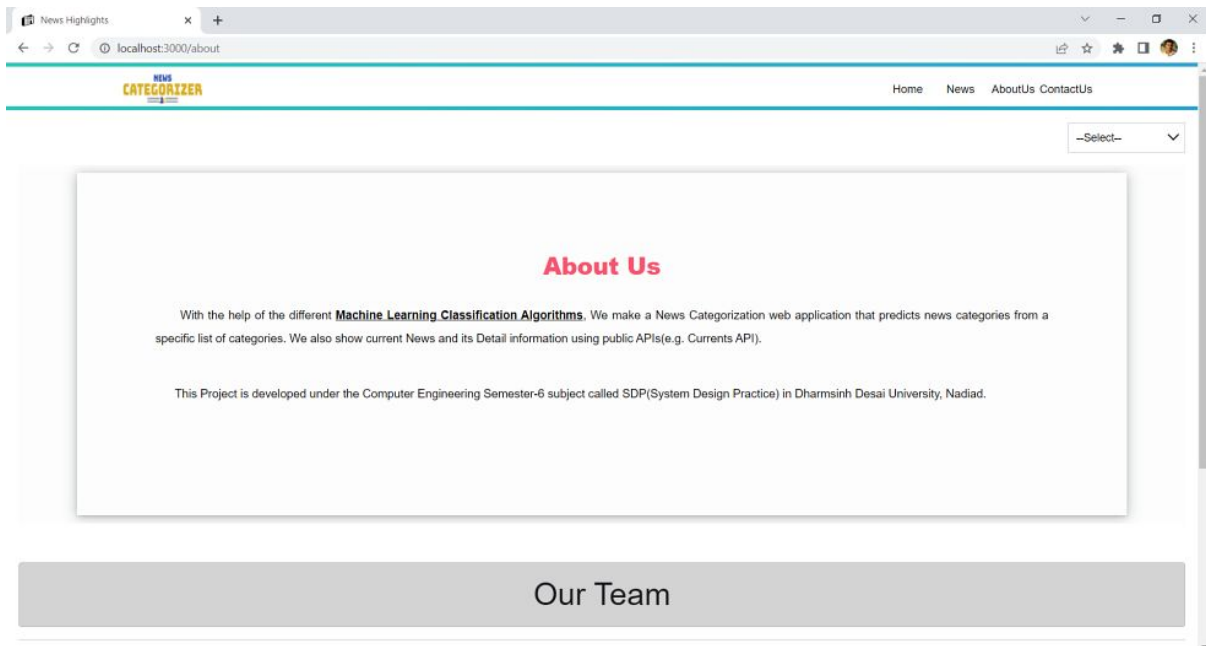 News Highlights
localhost:3000/about
NEWS
CATEGORIZER
Home News AboutUs ContactUs
--Select--
About Us
With the help of the different Machine Learning Classification Algorithms, We make a News Categorization web application that predicts news categories from a
specific list of categories. We also show current News and its Detail information using public APIs(e.g. Currents API).
This Project is developed under the Computer Engineering Semester-6 subject called SDP(System Design Practice) in Dharmsinh Desai University, Nadiad.
Our Team